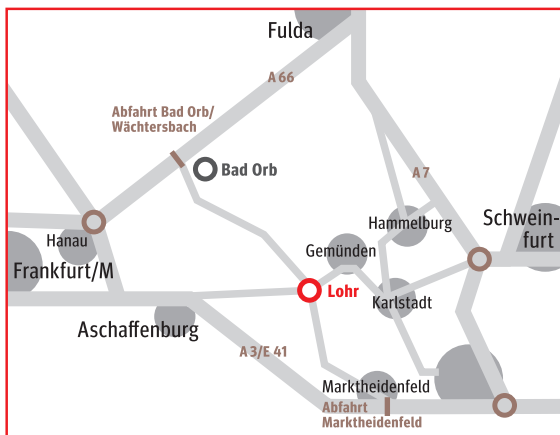 Fulda
A 66
Abfahrt Bad Orb/
Wächtersbach
Bad Orb
A 7
Hammelburg
Schwein-
furt
Hanau
Gemünden
Frankfurt/M
Lohr
Karlstadt
Aschaffenburg
A 3/E 41
Marktheidenfeld
Abfahrt
Marktheidenfeld